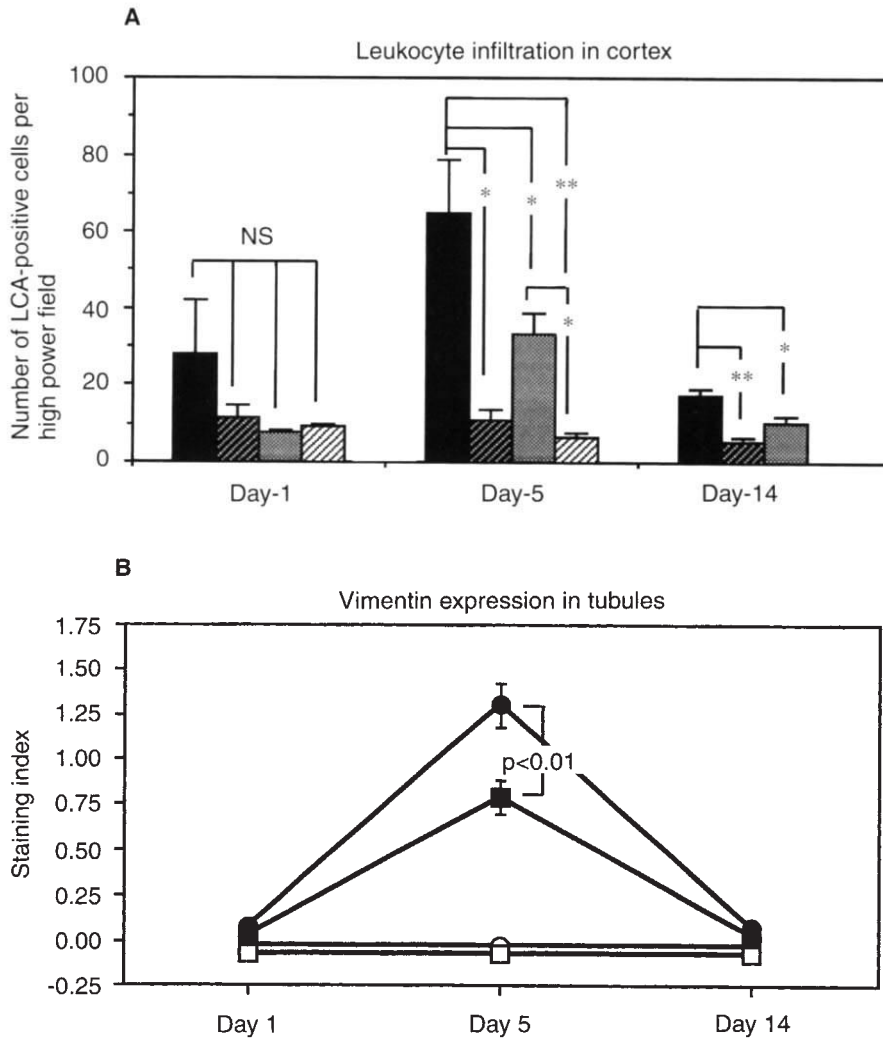 A
Leukocyte infiltration in cortex
Number of LCA-positive cells per
high power field
100
80
60
40
20
0
NS
*
*
**
*
**
*
Day-1
Day-5
Day-14
B
Vimentin expression in tubules
Staining index
1.75
1.50
1.25
1.00
0.75
0.50
0.25
0.00
-0.25
p<0.01
Day 1
Day 5
Day 14